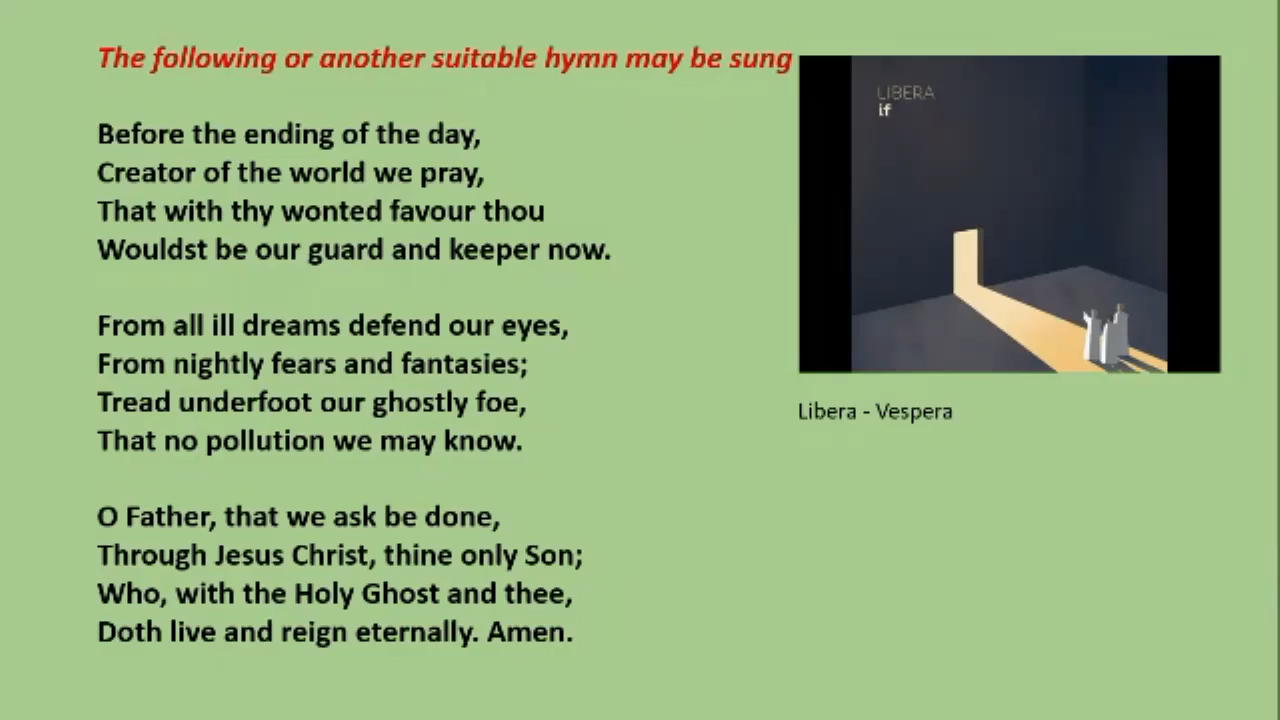 The following or another suitable hymn may be sung
Before the ending of the day,
Creator of the world we pray,
That with thy wonted favour thou
Wouldst be our guard and keeper now.
From all ill dreams defend our eyes,
From nightly fears and fantasies;
Tread underfoot our ghostly foe,
That no pollution we may know.
O Father, that we ask be done,
Through Jesus Christ, thine only Son;
Who, with the Holy Ghost and thee,
Doth live and reign eternally. Amen.
LIBERA
if
Libera - Vespera